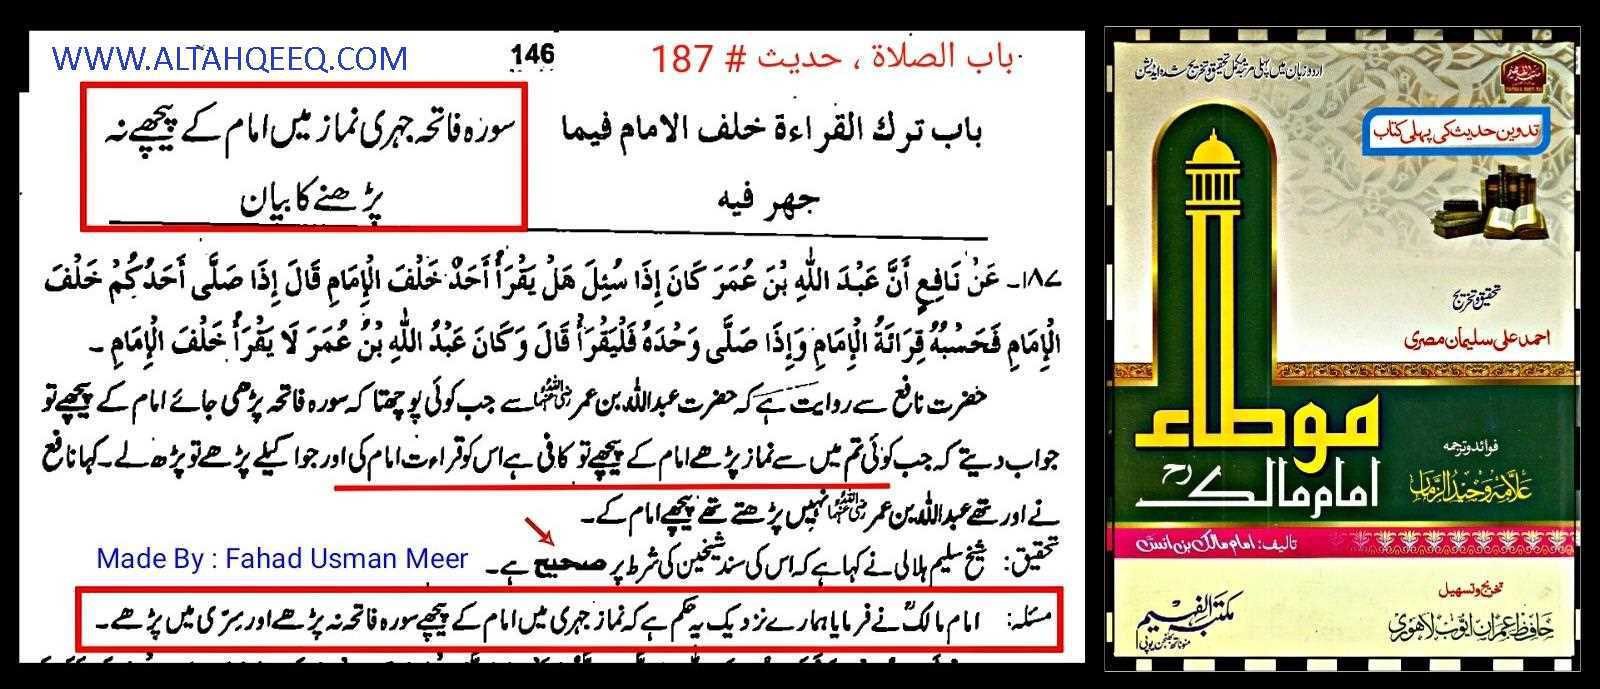 WWW.ALTAHQEEQ.COM
146
باب الصلاة ، حدیث # 187
باب ترك القراءة خلف الامام فيما
جهر فيه
سورہ فاتحہ جہری نماز میں امام کے پیچھے نہ
پڑھنے کا بیان
۱۸۷۔ عَنْ نَافِعٍ أَنَّ عَبْدَ اللهِ بْنَ عُمَرَ كَانَ إِذَا سُئِلَ هَلْ يَقْرَأُ أَحَدٌ خَلْفَ الْإِمَامِ قَالَ إِذَا صَلَّى أَحَدُكُمْ خَلْفَ
الْإِمَامِ فَحَسْبُهُ قِرَائَةُ الْإِمَامِ وَإِذَا صَلَّى وَحْدَهُ فَلْيَقْرَأْ قَالَ وَكَانَ عَبْدُ اللهِ بْنُ عُمَرَ لَا يَقْرَأُ خَلْفَ الْإِمَامِ ۔
حضرت نافع سے روایت ہے کہ حضرت عبداللہ بن عمر رضی اللہ عنہما سے جب کوئی پوچھتا کہ سورہ فاتحہ پڑھی جائے امام کے پیچھے تو
جواب دیتے کہ جب کوئی تم میں سے نماز پڑھے امام کے پیچھے تو کافی ہے اس کو قراءت امام کی اور جو اکیلے پڑھے تو پڑھ لے۔ کہا نافع
نے اور تھے عبداللہ بن عمر رضی اللہ عنہما نہیں پڑھتے تھے پیچھے امام کے۔
تحقیق: شیخ سلیم ہلالی نے کہا ہے کہ اس کی سند شیخین کی شرط پر صحیح ہے۔
Made By : Fahad Usman Meer
مسئلہ: امام مالکؒ نے فرمایا ہمارے نزدیک یہ حکم ہے کہ نماز جہری میں امام کے پیچھے سورہ فاتحہ نہ پڑھے اور سِرّی میں پڑھے۔
اردو زبان میں پہلی مرتبہ مکمل تحقیق و تخریج شدہ ایڈیشن
تدوین حدیث کی پہلی کتاب
تحقیق و تخریج
احمد علی سلیمان مصری
موطاء
امام مالک رح
فوائد و ترجمہ
علامہ وحید الزماں
تالیف: امام مالک بن انس
تخریج و تسہیل
حافظ عمران ایوب لاہوری
مکتبہ الفہیم